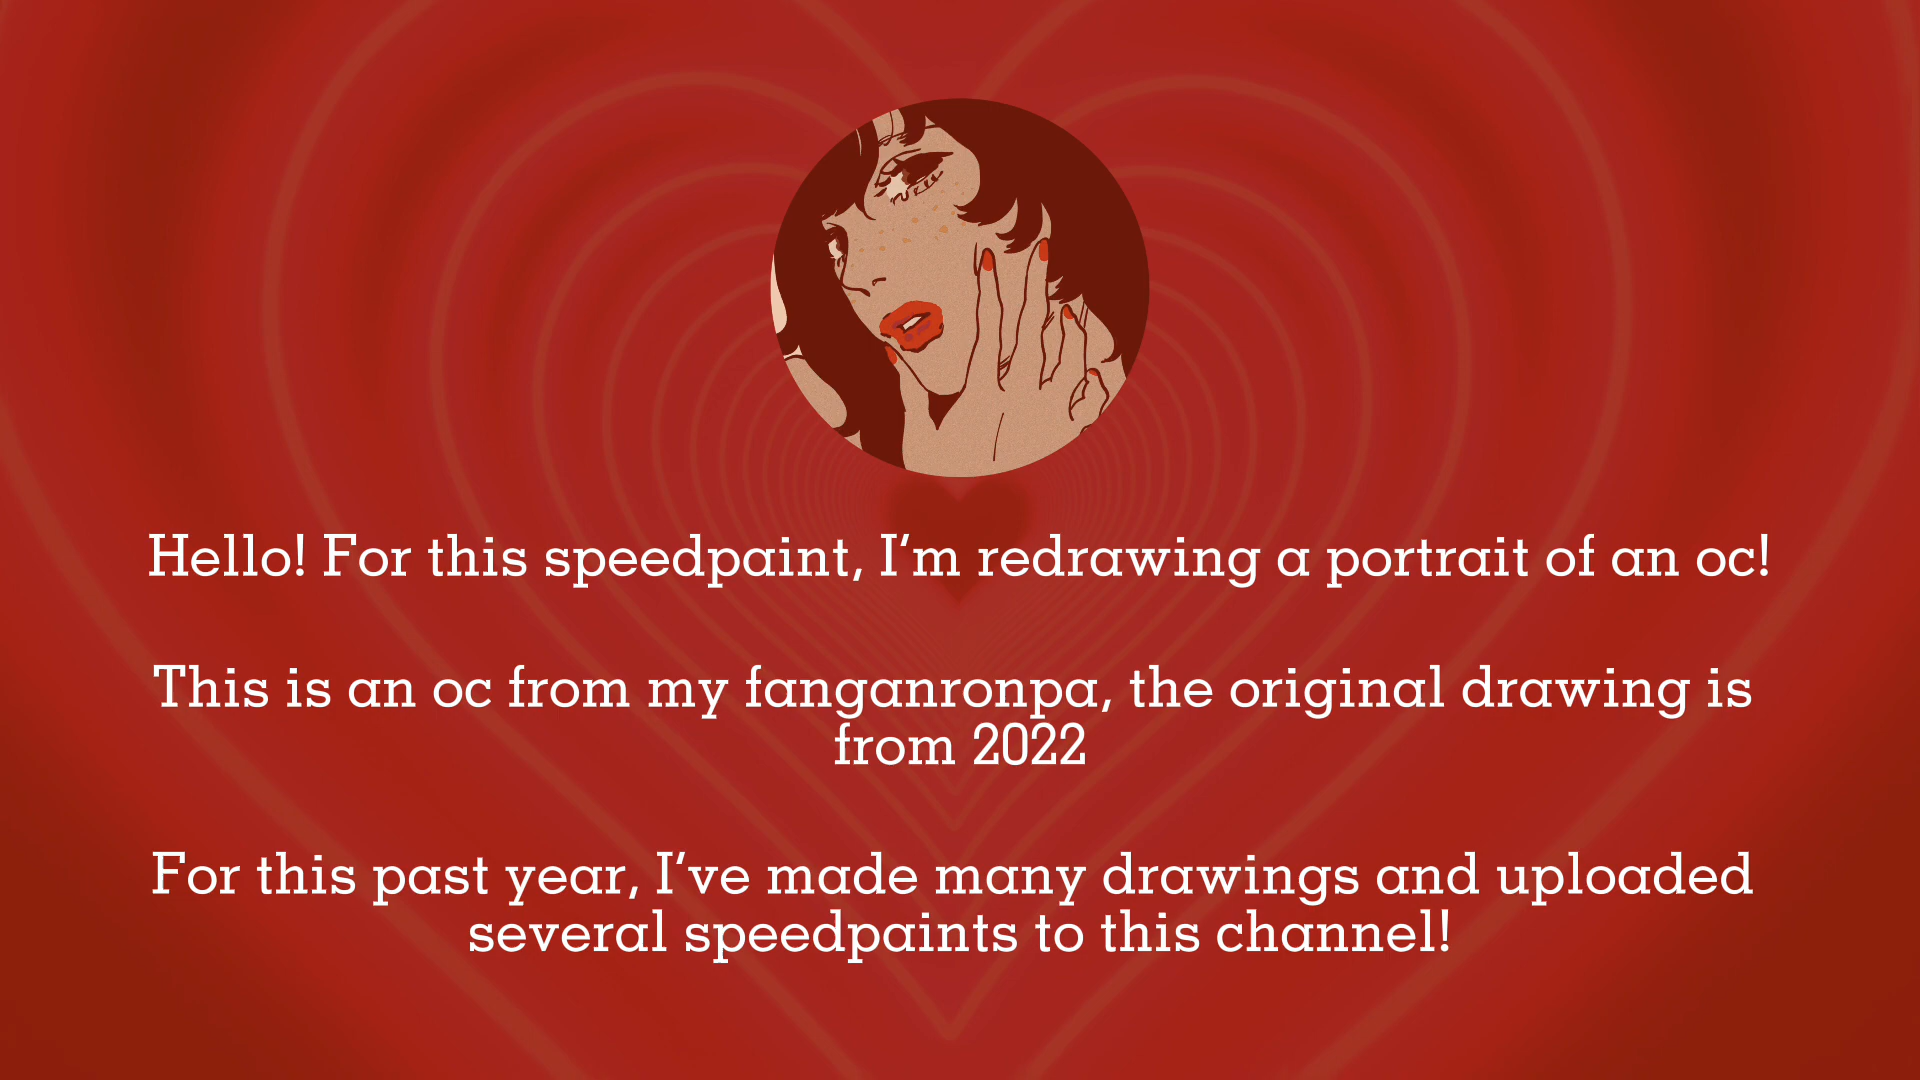 Hello! For this speedpaint, I‘m redrawing a portrait of an oc!
This is an oc from my fanganronpa, the original drawing is
from 2022
For this past year, I‘ve made many drawings and uploaded
several speedpaints to this channel!